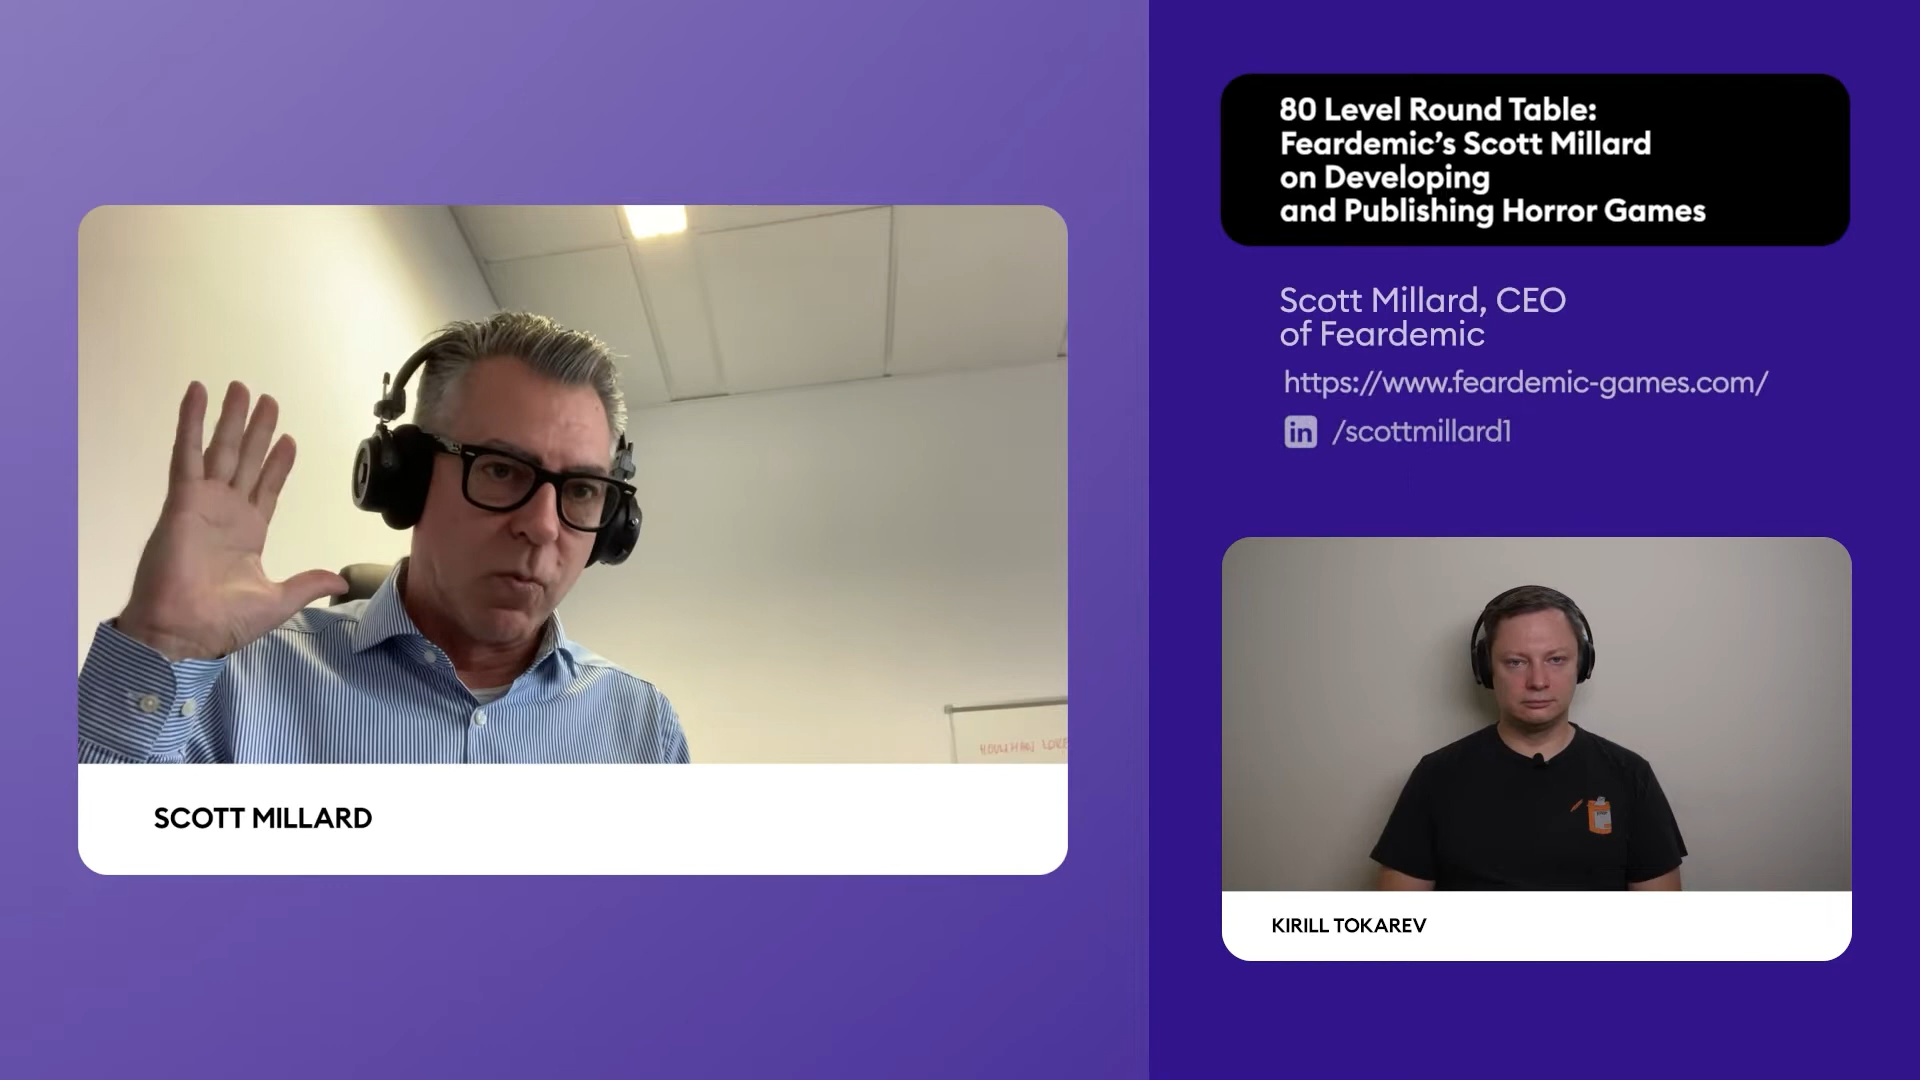 80 Level Round Table:
Feardemic’s Scott Millard
on Developing
and Publishing Horror Games
Scott Millard, CEO
of Feardemic
https://www.feardemic-games.com/
in /scottmillard1
SCOTT MILLARD
KIRILL TOKAREV